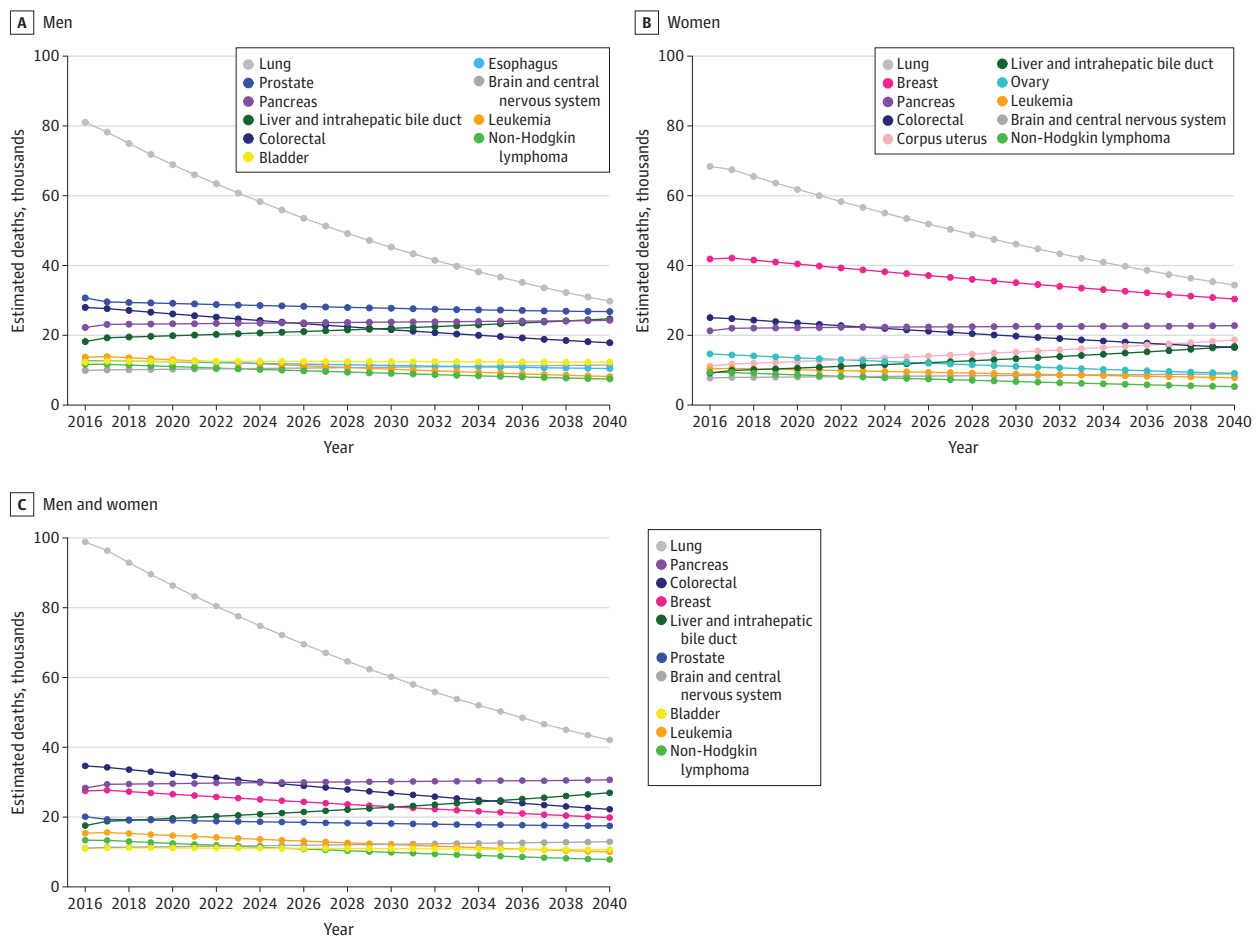 A Men
Estimated deaths, thousands
100
80
60
40
20
0
Lung
Prostate
Pancreas
Liver and intrahepatic bile duct
Colorectal
Bladder
Esophagus
Brain and central
nervous system
Leukemia
Non-Hodgkin
lymphoma
2016 2018 2020 2022 2024 2026 2028 2030 2032 2034 2036 2038 2040
Year
B Women
Estimated deaths, thousands
100
80
60
40
20
0
Lung
Breast
Pancreas
Colorectal
Corpus uterus
Liver and intrahepatic bile duct
Ovary
Leukemia
Brain and central nervous system
Non-Hodgkin lymphoma
2016 2018 2020 2022 2024 2026 2028 2030 2032 2034 2036 2038 2040
Year
C Men and women
Estimated deaths, thousands
100
80
60
40
20
0
2016 2018 2020 2022 2024 2026 2028 2030 2032 2034 2036 2038 2040
Year
Lung
Pancreas
Colorectal
Breast
Liver and intrahepatic
bile duct
Prostate
Brain and central
nervous system
Bladder
Leukemia
Non-Hodgkin
lymphoma